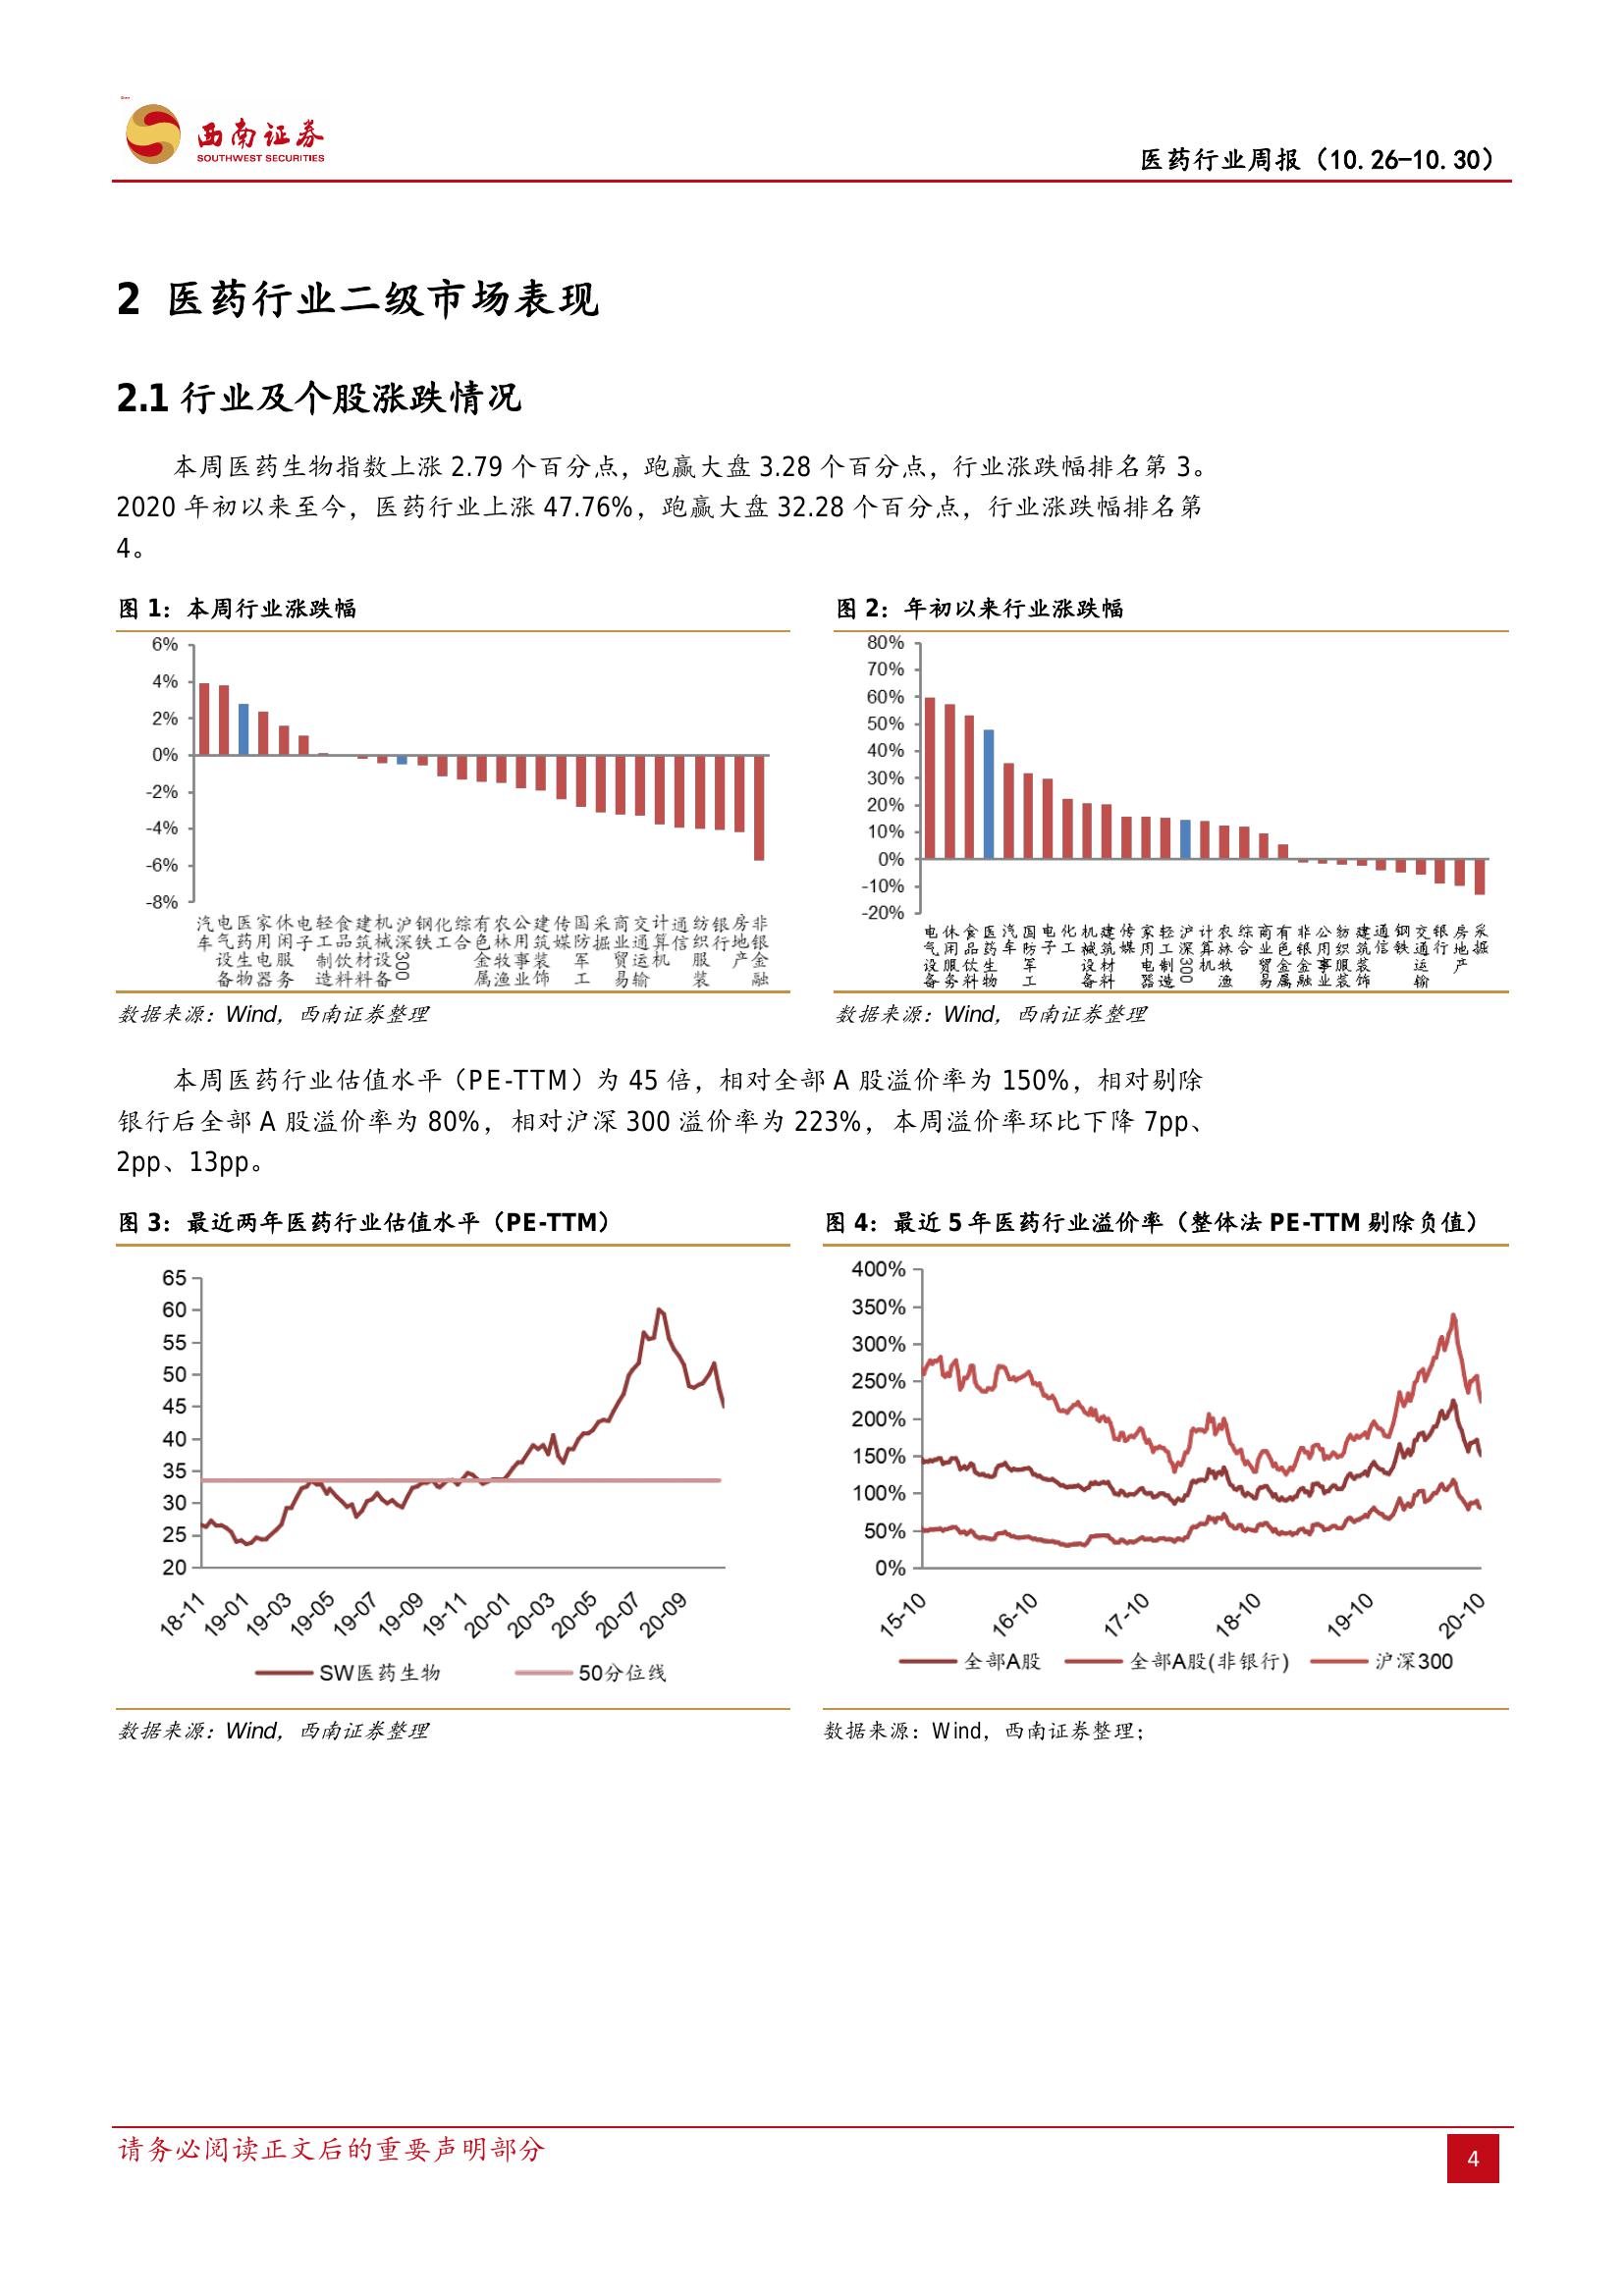 西南证券
SOUTHWEST SECURITIES
医药行业周报（10.26-10.30）
2 医药行业二级市场表现
2.1 行业及个股涨跌情况
本周医药生物指数上涨 2.79 个百分点，跑赢大盘 3.28 个百分点，行业涨跌幅排名第 3。
2020 年初以来至今，医药行业上涨 47.76%，跑赢大盘 32.28 个百分点，行业涨跌幅排名第
4。
图 1：本周行业涨跌幅
6%
4%
2%
0%
-2%
-4%
-6%
-8%
汽车 电气设备 医药生物 家用电器 休闲服务 电子 轻工制造 食品饮料 建筑材料 机械设备 沪深300 钢铁 化工 综合 有色金属 农林牧渔 公用事业 建筑装饰 传媒 国防军工 采掘 商业贸易 交通运输 计算机 通信 纺织服装 银行 房地产 非银金融
数据来源：Wind，西南证券整理
图 2：年初以来行业涨跌幅
80%
70%
60%
50%
40%
30%
20%
10%
0%
-10%
-20%
电气设备 休闲服务 食品饮料 医药生物 汽车 国防军工 电子 化工 机械设备 建筑材料 传媒 家用电器 轻工制造 沪深300 计算机 农林牧渔 综合 商业贸易 有色金属 非银金融 公用事业 纺织服装 建筑装饰 通信 钢铁 交通运输 银行 房地产 采掘
数据来源：Wind，西南证券整理
本周医药行业估值水平（PE-TTM）为 45 倍，相对全部 A 股溢价率为 150%，相对剔除
银行后全部 A 股溢价率为 80%，相对沪深 300 溢价率为 223%，本周溢价率环比下降 7pp、
2pp、13pp。
图 3：最近两年医药行业估值水平（PE-TTM）
65
60
55
50
45
40
35
30
25
20
18-11 19-01 19-03 19-05 19-07 19-09 19-11 20-01 20-03 20-05 20-07 20-09
SW医药生物 50分位线
数据来源：Wind，西南证券整理
图 4：最近 5 年医药行业溢价率（整体法 PE-TTM 剔除负值）
400%
350%
300%
250%
200%
150%
100%
50%
0%
15-10 16-10 17-10 18-10 19-10 20-10
全部A股 全部A股(非银行) 沪深300
数据来源：Wind，西南证券整理；
请务必阅读正文后的重要声明部分
4